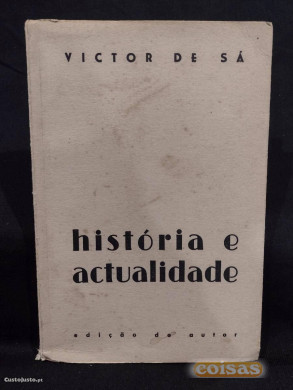 VICTOR DE SÁ
história e
actualidade
edição do autor
CustoJusto.pt
coisas